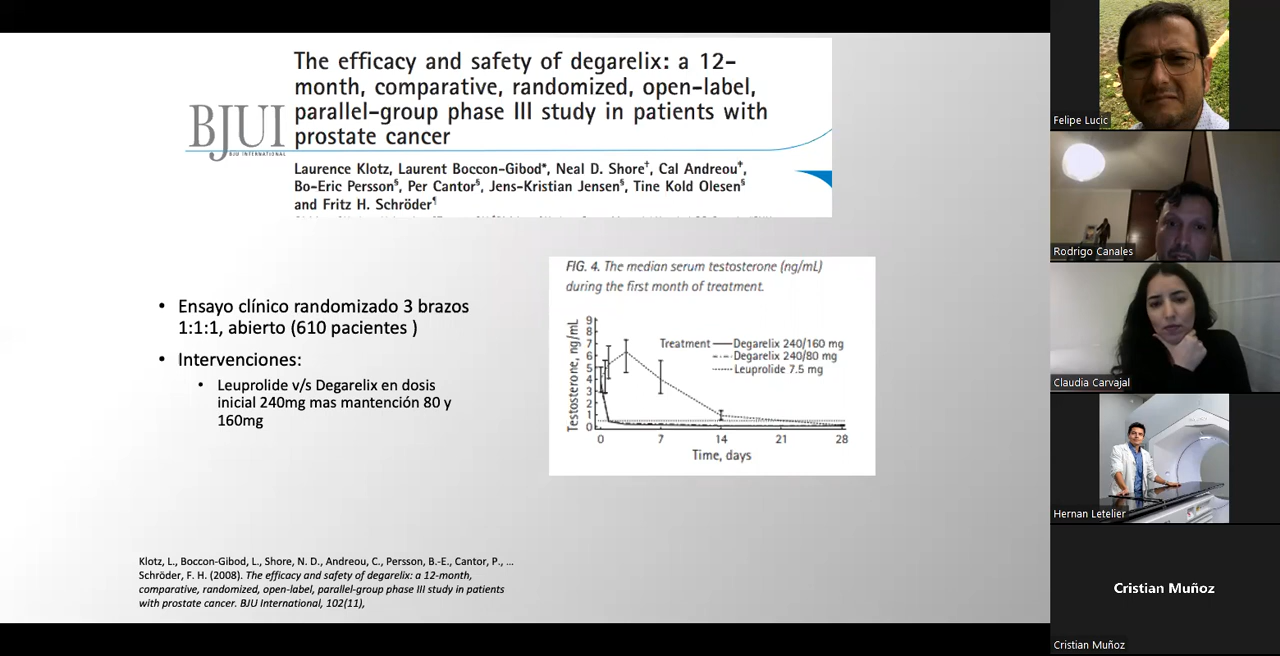 The efficacy and safety of degarelix: a 12-
month, comparative, randomized, open-label,
parallel-group phase III study in patients with
prostate cancer
BJUI
BJU INTERNATIONAL
Laurence Klotz, Laurent Boccon-Gibod*, Neal D. Shore†, Cal Andreou‡,
Bo-Eric Persson§, Per Cantor§, Jens-Kristian Jensen§, Tine Kold Olesen§
and Fritz H. Schröder¶
• Ensayo clínico randomizado 3 brazos
1:1:1, abierto (610 pacientes )
• Intervenciones:
• Leuprolide v/s Degarelix en dosis
inicial 240mg mas mantención 80 y
160mg
FIG. 4. The median serum testosterone (ng/mL)
during the first month of treatment.
Testosterone, ng/mL
9
8
7
6
5
4
3
2
1
0
Treatment
Degarelix 240/160 mg
Degarelix 240/80 mg
Leuprolide 7.5 mg
0 7 14 21 28
Time, days
Klotz, L., Boccon-Gibod, L., Shore, N. D., Andreou, C., Persson, B.-E., Cantor, P., …
Schröder, F. H. (2008). The efficacy and safety of degarelix: a 12-month,
comparative, randomized, open-label, parallel-group phase III study in patients
with prostate cancer. BJU International, 102(11),
Felipe Lucic
Rodrigo Canales
Claudia Carvajal
Hernan Letelier
Cristian Muñoz
Cristian Muñoz